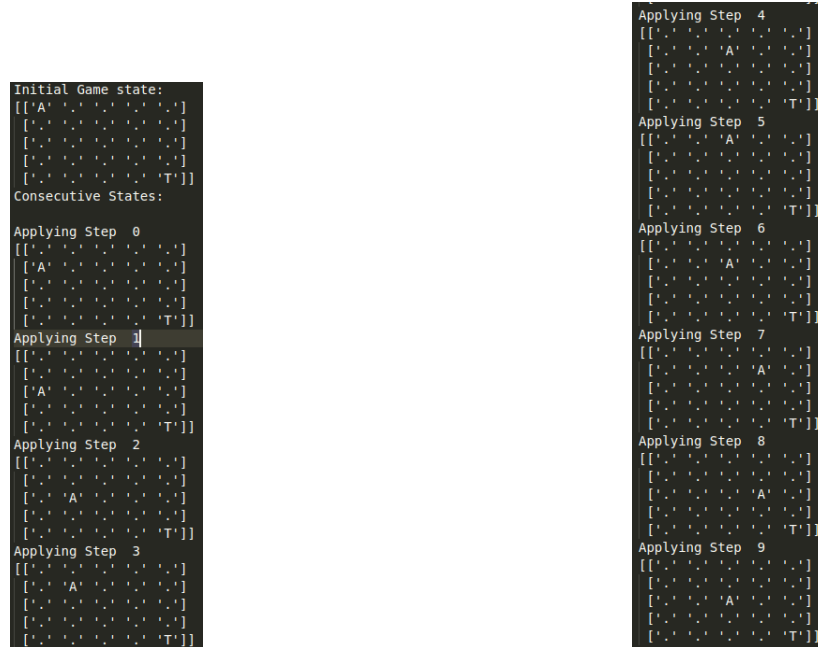 Initial Game state:
[['A' '.' '.' '.' '.']
['.' '.' '.' '.' '.']
['.' '.' '.' '.' '.']
['.' '.' '.' '.' '.']
['.' '.' '.' '.' 'T']]
Consecutive States:
Applying Step 0
[['.' '.' '.' '.' '.']
['A' '.' '.' '.' '.']
['.' '.' '.' '.' '.']
['.' '.' '.' '.' '.']
['.' '.' '.' '.' 'T']]
Applying Step 1
[['.' '.' '.' '.' '.']
['.' '.' '.' '.' '.']
['A' '.' '.' '.' '.']
['.' '.' '.' '.' '.']
['.' '.' '.' '.' 'T']]
Applying Step 2
[['.' '.' '.' '.' '.']
['.' '.' '.' '.' '.']
['.' 'A' '.' '.' '.']
['.' '.' '.' '.' '.']
['.' '.' '.' '.' 'T']]
Applying Step 3
[['.' '.' '.' '.' '.']
['.' 'A' '.' '.' '.']
['.' '.' '.' '.' '.']
['.' '.' '.' '.' '.']
['.' '.' '.' '.' 'T']]
Applying Step 4
[['.' '.' '.' '.' '.']
['.' '.' 'A' '.' '.']
['.' '.' '.' '.' '.']
['.' '.' '.' '.' '.']
['.' '.' '.' '.' 'T']]
Applying Step 5
[['.' '.' 'A' '.' '.']
['.' '.' '.' '.' '.']
['.' '.' '.' '.' '.']
['.' '.' '.' '.' '.']
['.' '.' '.' '.' 'T']]
Applying Step 6
[['.' '.' '.' '.' '.']
['.' '.' 'A' '.' '.']
['.' '.' '.' '.' '.']
['.' '.' '.' '.' '.']
['.' '.' '.' '.' 'T']]
Applying Step 7
[['.' '.' '.' '.' '.']
['.' '.' '.' 'A' '.']
['.' '.' '.' '.' '.']
['.' '.' '.' '.' '.']
['.' '.' '.' '.' 'T']]
Applying Step 8
[['.' '.' '.' '.' '.']
['.' '.' '.' '.' '.']
['.' '.' '.' 'A' '.']
['.' '.' '.' '.' '.']
['.' '.' '.' '.' 'T']]
Applying Step 9
[['.' '.' '.' '.' '.']
['.' '.' '.' '.' '.']
['.' '.' 'A' '.' '.']
['.' '.' '.' '.' '.']
['.' '.' '.' '.' 'T']]